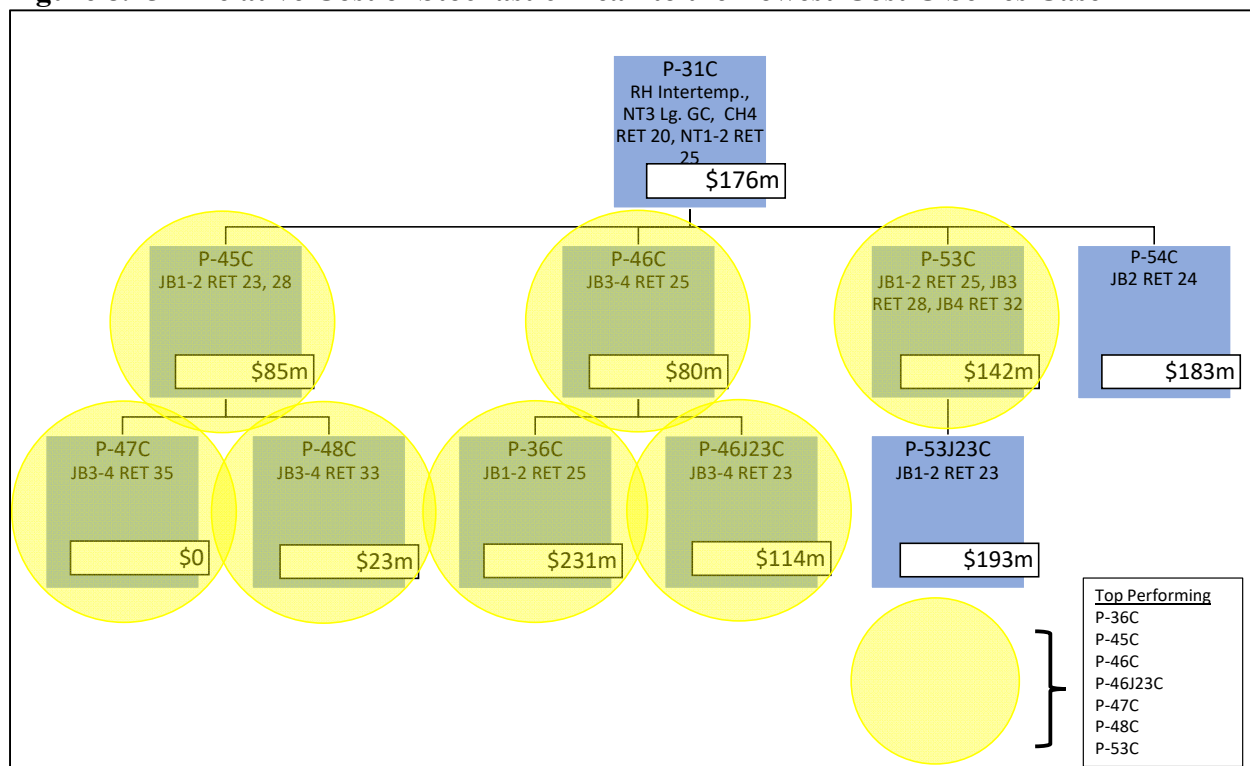 P-31C
RH Intertemp.,
NT3 Lg. GC, CH4
RET 20, NT1-2 RET
25
$176m
P-45C
JB1-2 RET 23, 28
$85m
P-46C
JB3-4 RET 25
$80m
P-53C
JB1-2 RET 25, JB3
RET 28, JB4 RET 32
$142m
P-54C
JB2 RET 24
$183m
P-47C
JB3-4 RET 35
$0
P-48C
JB3-4 RET 33
$23m
P-36C
JB1-2 RET 25
$231m
P-46J23C
JB3-4 RET 23
$114m
P-53J23C
JB1-2 RET 23
$193m
Top Performing
P-36C
P-45C
P-46C
P-46J23C
P-47C
P-48C
P-53C